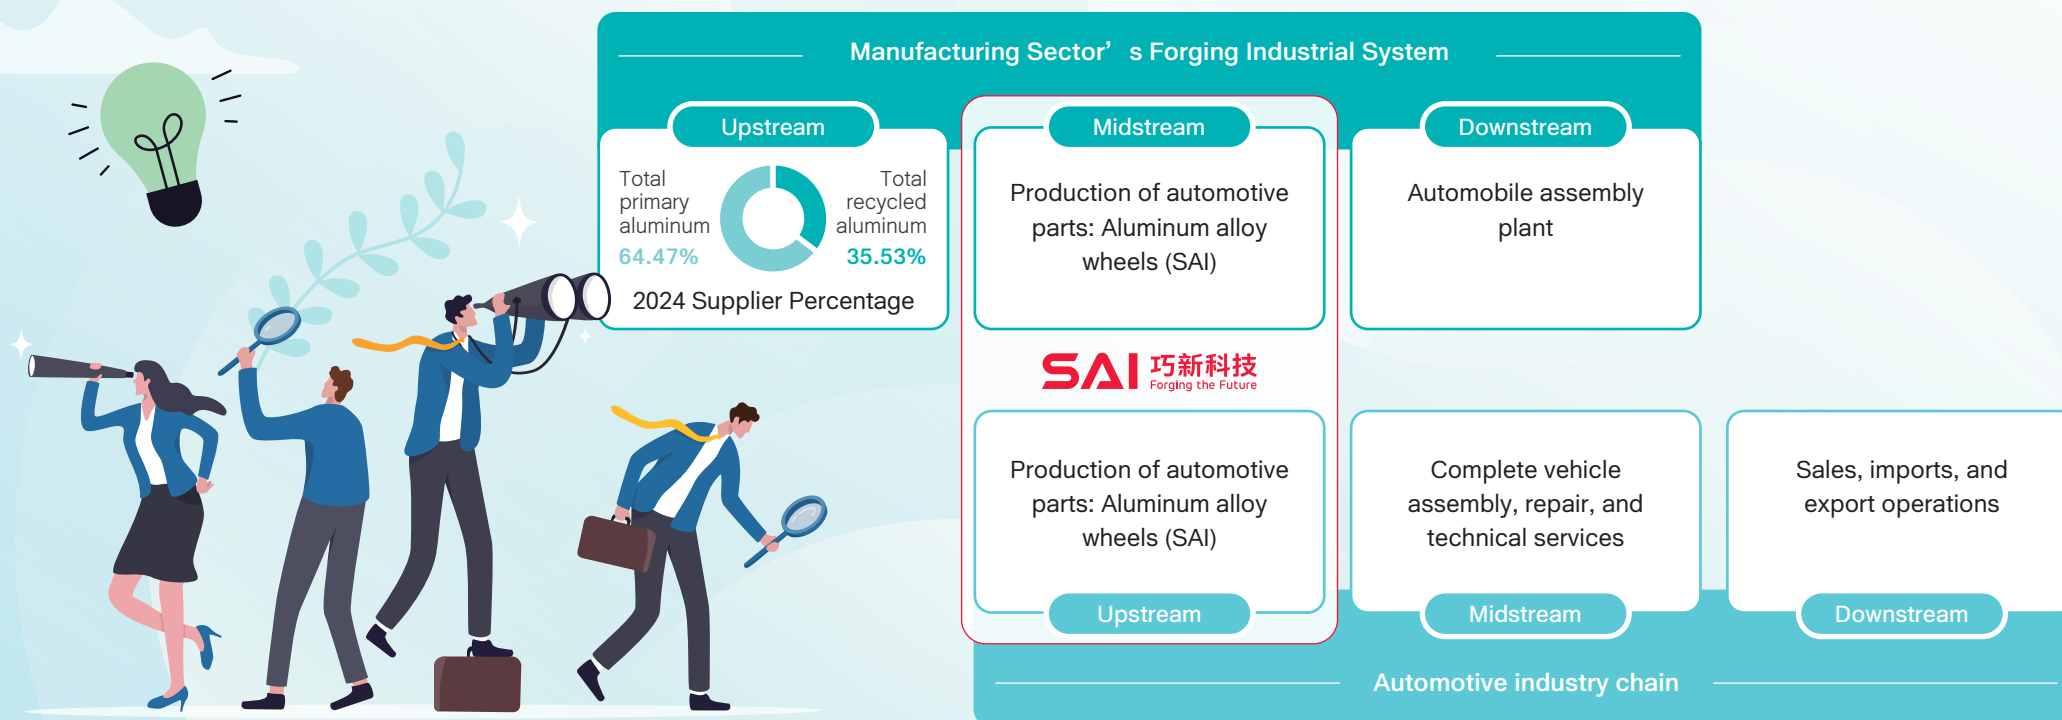 Manufacturing Sector’s Forging Industrial System
Upstream
Total
primary
aluminum
64.47%
Total
recycled
aluminum
35.53%
2024 Supplier Percentage
Midstream
Production of automotive
parts: Aluminum alloy
wheels (SAI)
Downstream
Automobile assembly
plant
SAI 巧新科技
Forging the Future
Production of automotive
parts: Aluminum alloy
wheels (SAI)
Upstream
Complete vehicle
assembly, repair, and
technical services
Midstream
Sales, imports, and
export operations
Downstream
Automotive industry chain